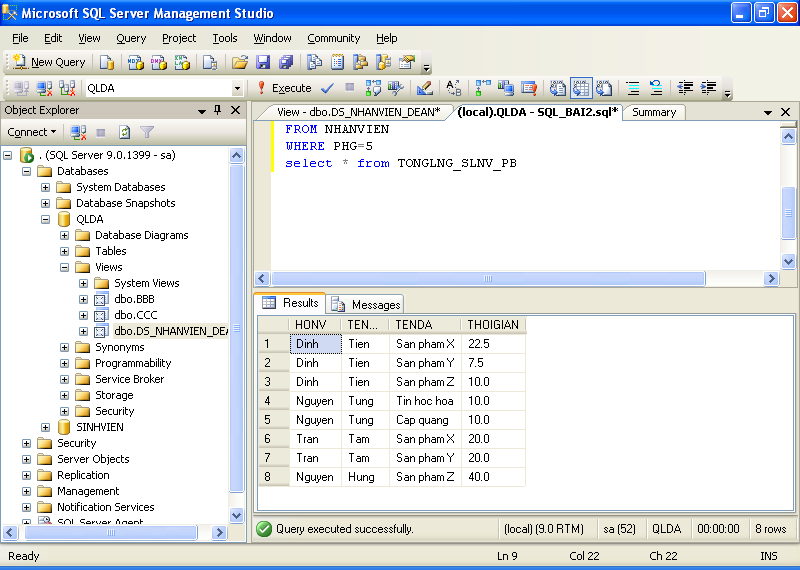 Microsoft SQL Server Management Studio
File Edit View Query Project Tools Window Community Help
New Query
QLDA Execute
Object Explorer
Connect
. (SQL Server 9.0.1399 - sa)
Databases
System Databases
Database Snapshots
QLDA
Database Diagrams
Tables
Views
System Views
dbo.BBB
dbo.CCC
dbo.DS_NHANVIEN_DEA
Synonyms
Programmability
Service Broker
Storage
Security
SINHVIEN
Security
Server Objects
Replication
Management
Notification Services
SQL Server Agent
View - dbo.DS_NHANVIEN_DEAN* (local).QLDA - SQL_BAI2.sql* Summary
FROM NHANVIEN
WHERE PHG=5
select * from TONGLNG_SLNV_PB
Results Messages
HONV TEN... TENDA THOIGIAN
1 Dinh Tien San pham X 22.5
2 Dinh Tien San pham Y 7.5
3 Dinh Tien San pham Z 10.0
4 Nguyen Tung Tin hoc hoa 10.0
5 Nguyen Tung Cap quang 10.0
6 Tran Tam San pham X 20.0
7 Tran Tam San pham Y 20.0
8 Nguyen Hung San pham Z 40.0
Query executed successfully. (local) (9.0 RTM) sa (52) QLDA 00:00:00 8 rows
Ready Ln 9 Col 22 Ch 22 INS